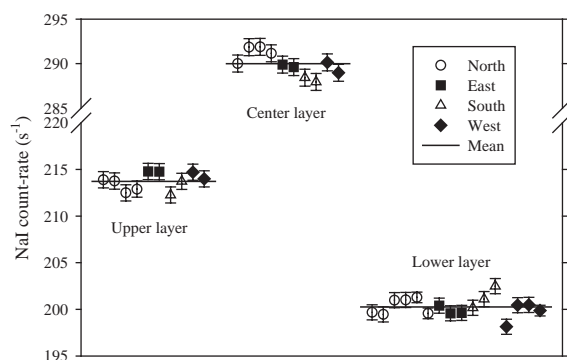 295
290
285
220
215
210
205
200
195
NaI count-rate (s⁻¹)
North
East
South
West
Mean
Center layer
Upper layer
Lower layer